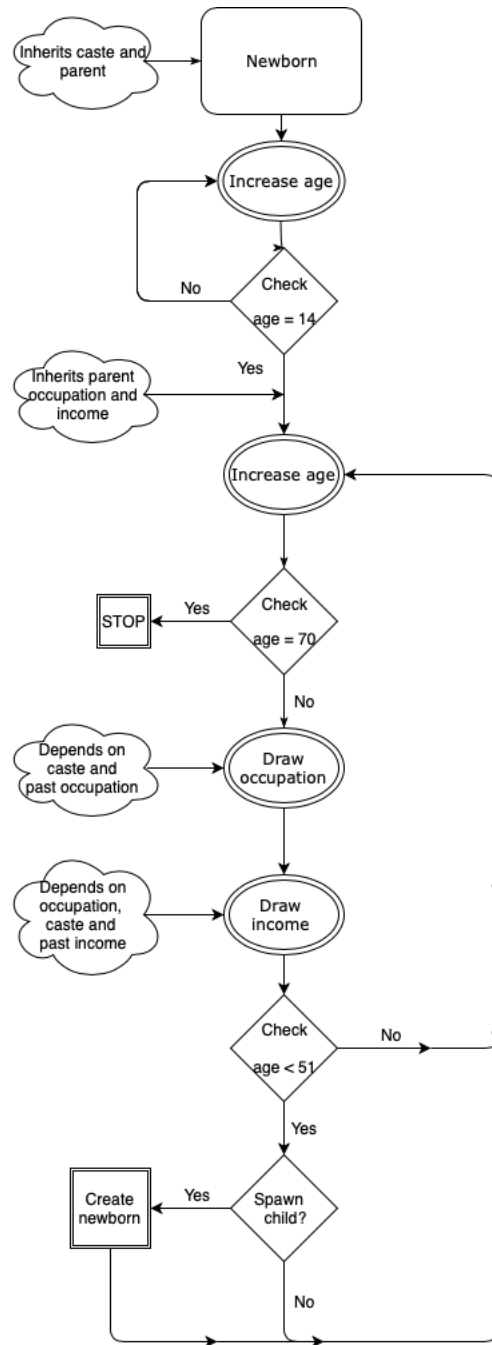 Inherits caste and
parent
Newborn
Increase age
Check
age = 14
No
Yes
Inherits parent
occupation and
income
Increase age
Check
age = 70
Yes
STOP
No
Depends on
caste and
past occupation
Draw
occupation
Depends on
occupation,
caste and
past income
Draw
income
Check
age < 51
No
Yes
Spawn
child?
Yes
Create
newborn
No